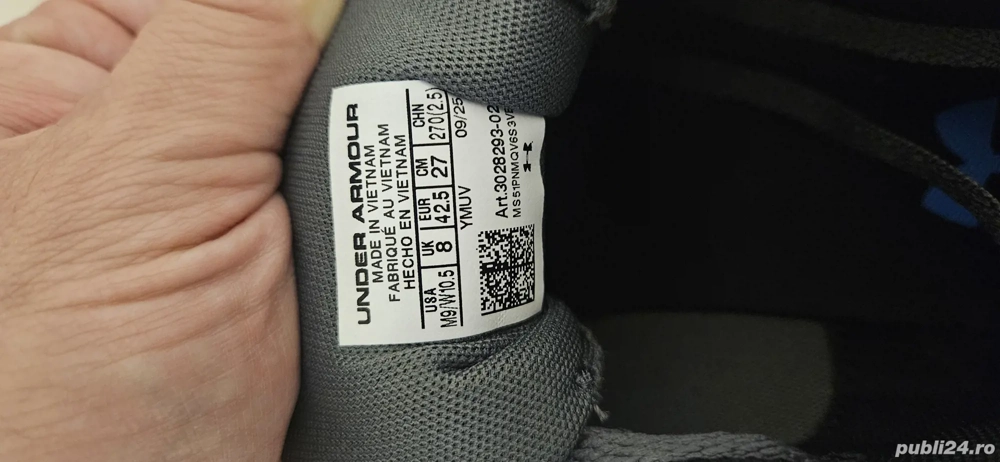 UNDER ARMOUR
MADE IN VIETNAM
FABRIQUÉ AU VIETNAM
HECHO EN VIETNAM
USA UK EUR CM CHN
M9/W10.5 8 42.5 27 270(2.5)
YMUV 09/25
Art.3028293-02
MS51PNMQV6S3VE
publi24.ro